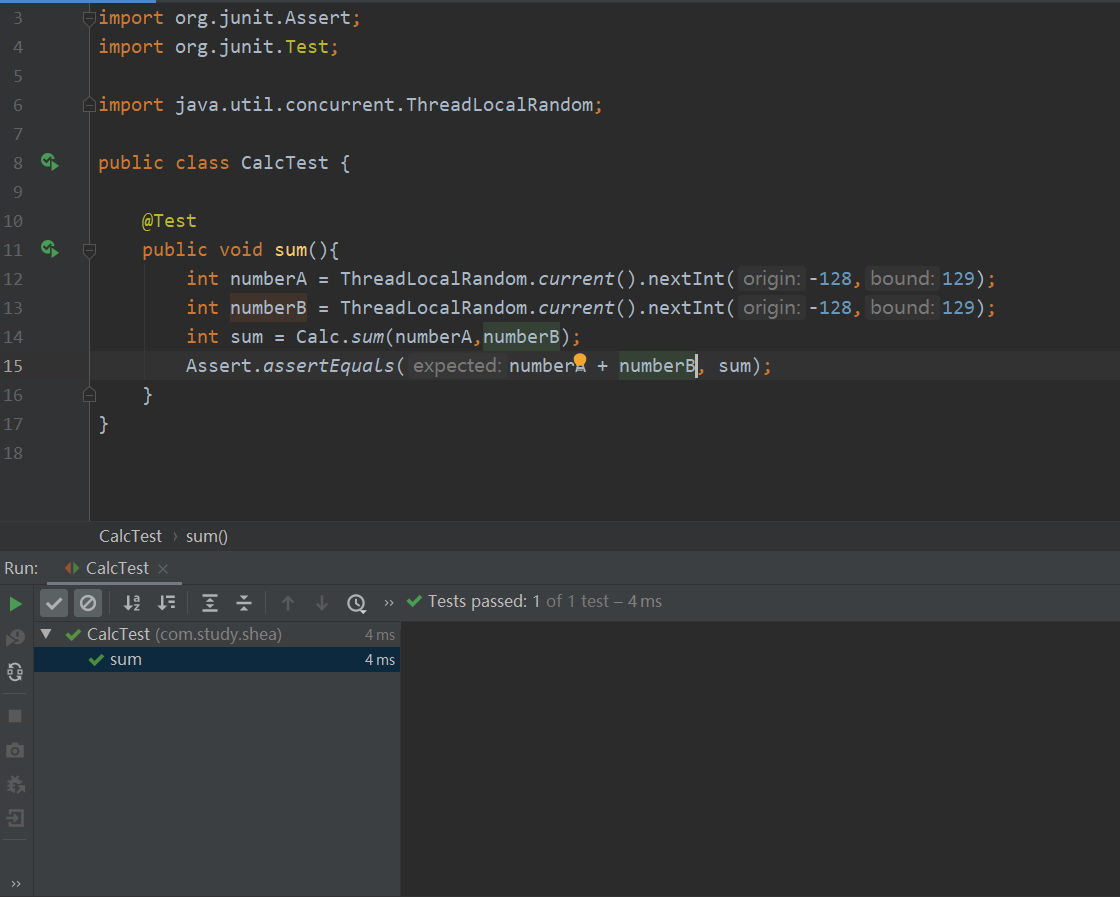 3 import org.junit.Assert;
4 import org.junit.Test;
5
6 import java.util.concurrent.ThreadLocalRandom;
7
8 public class CalcTest {
9
10 @Test
11 public void sum(){
12 int numberA = ThreadLocalRandom.current().nextInt( origin: -128, bound: 129);
13 int numberB = ThreadLocalRandom.current().nextInt( origin: -128, bound: 129);
14 int sum = Calc.sum(numberA,numberB);
15 Assert.assertEquals( expected: numberA + numberB, sum);
16 }
17 }
18
CalcTest › sum()
Run: CalcTest ×
» Tests passed: 1 of 1 test – 4 ms
CalcTest (com.study.shea) 4 ms
sum 4 ms
»